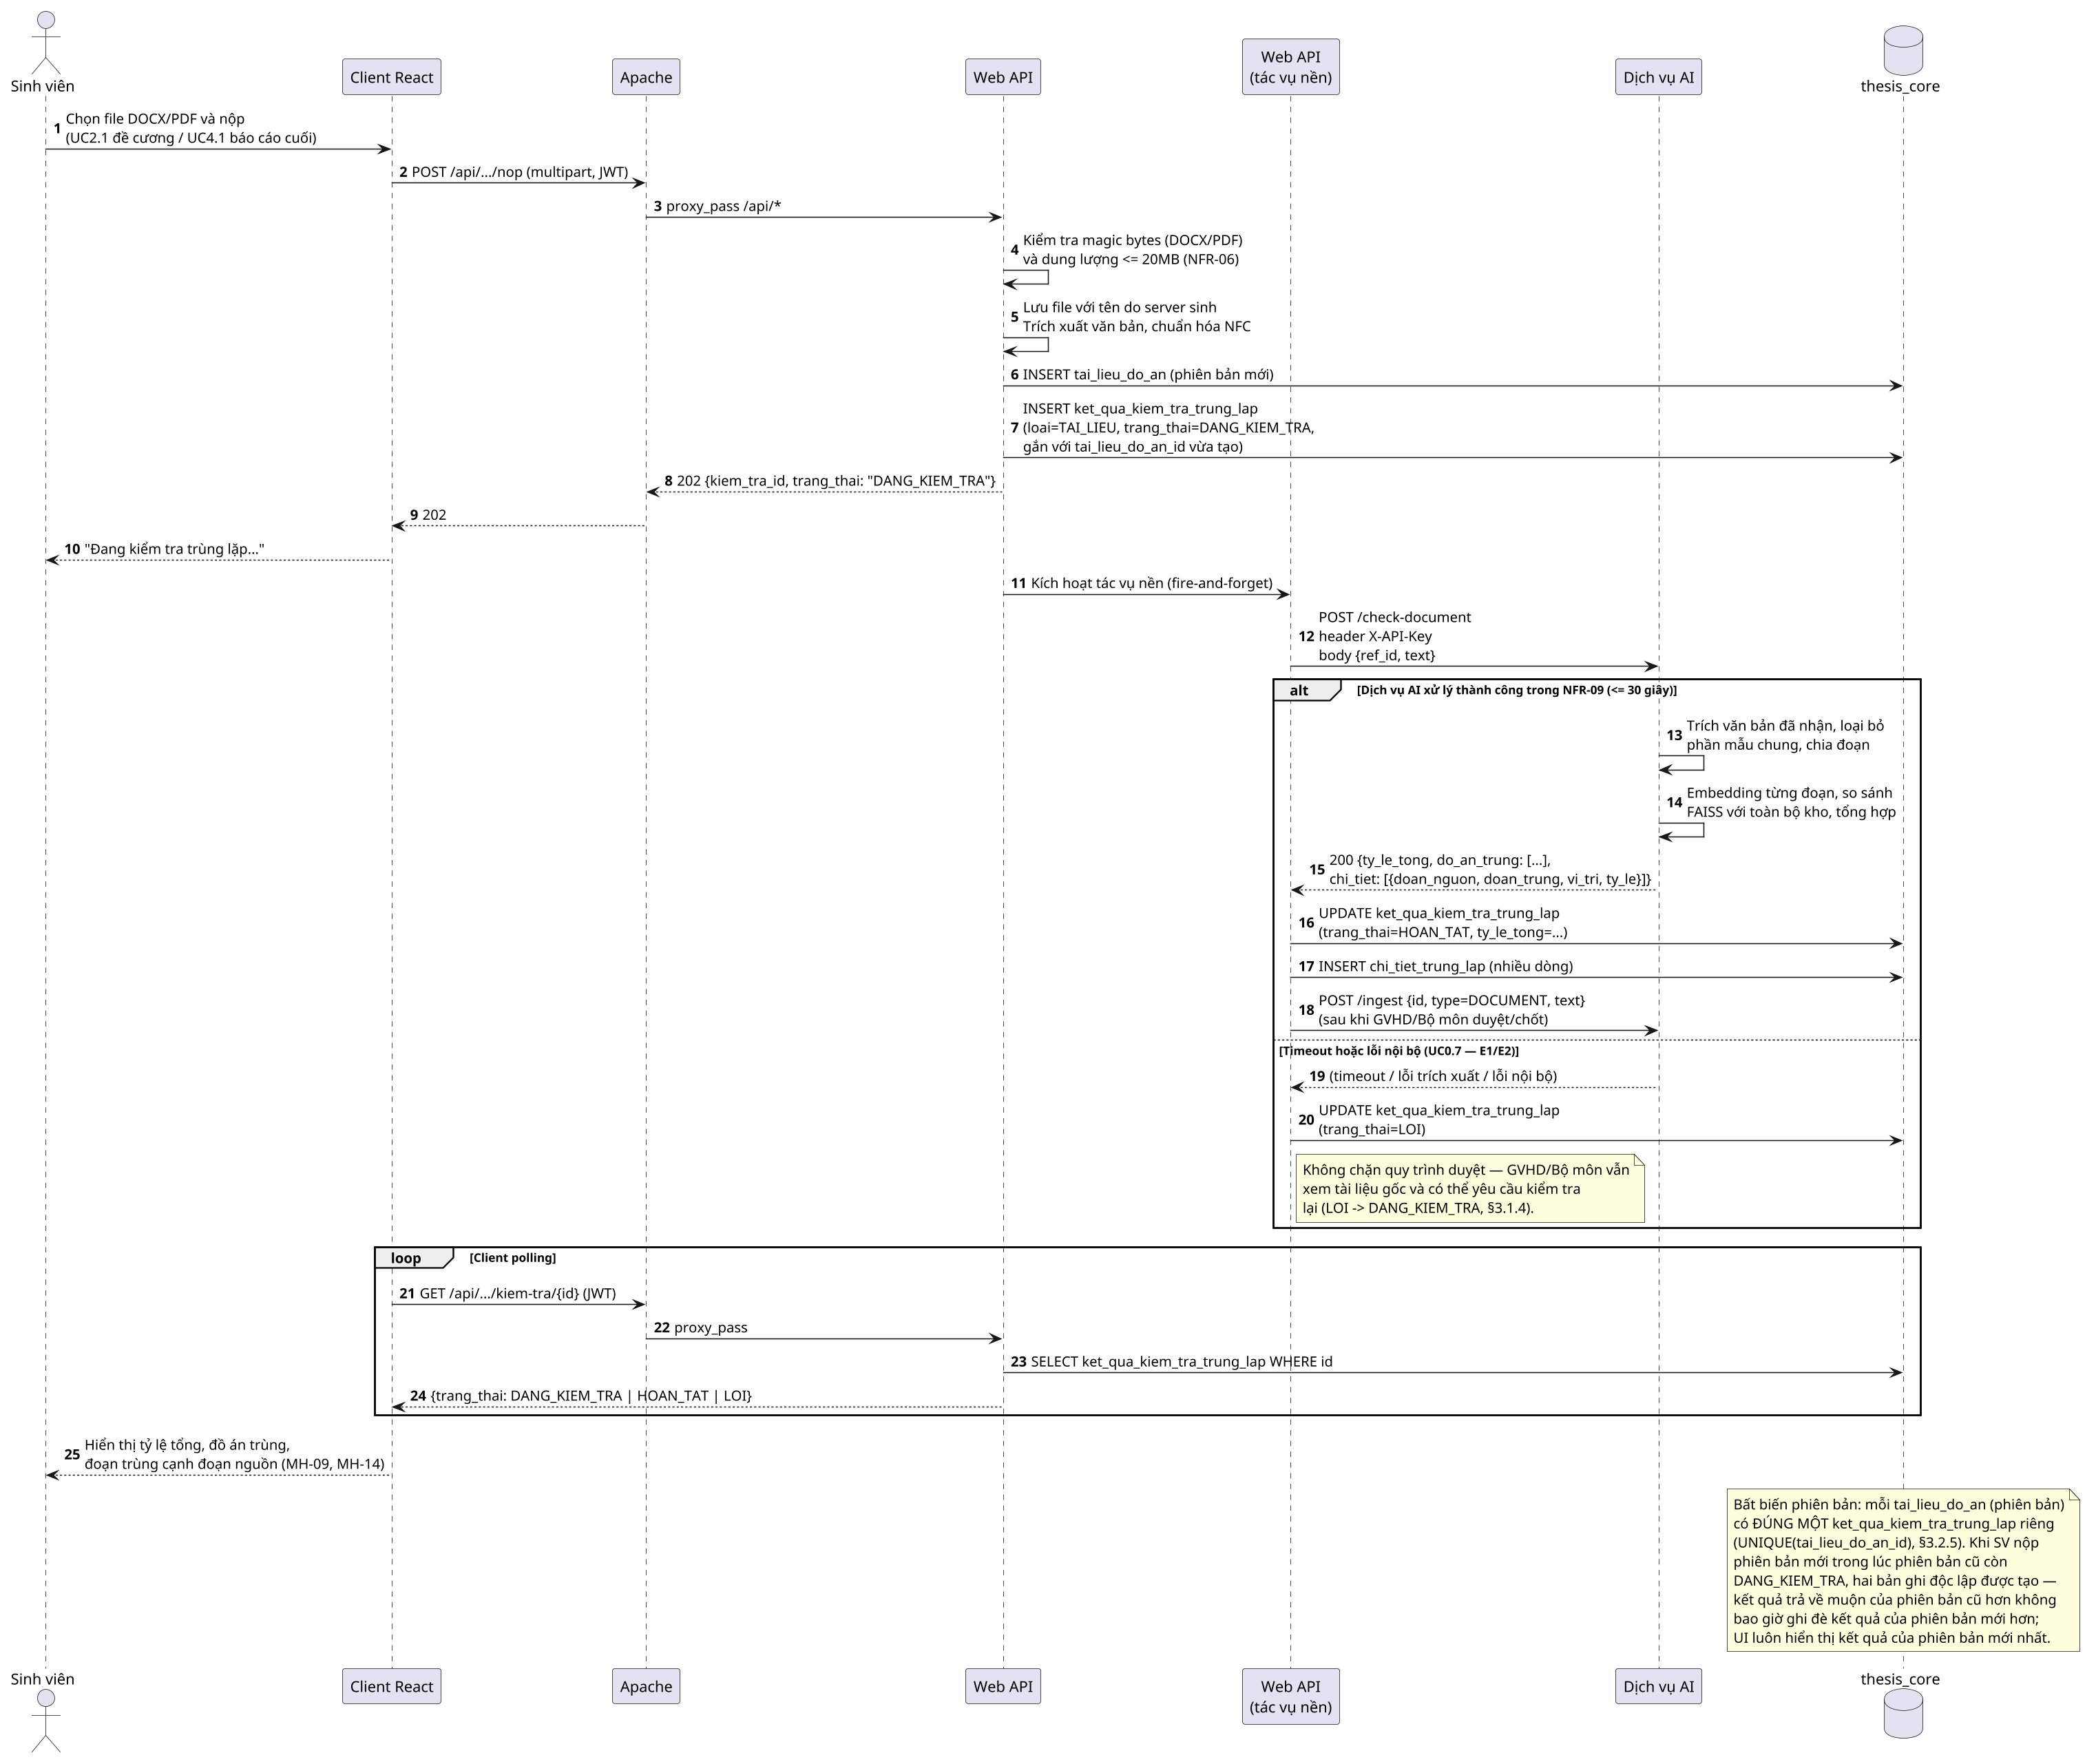 Sinh viên
Client React
Apache
Web API
Web API
(tác vụ nền)
Dịch vụ AI
thesis_core
1 Chọn file DOCX/PDF và nộp
(UC2.1 đề cương / UC4.1 báo cáo cuối)
2 POST /api/.../nop (multipart, JWT)
3 proxy_pass /api/*
4 Kiểm tra magic bytes (DOCX/PDF)
và dung lượng <= 20MB (NFR-06)
5 Lưu file với tên do server sinh
Trích xuất văn bản, chuẩn hóa NFC
6 INSERT tai_lieu_do_an (phiên bản mới)
7 INSERT ket_qua_kiem_tra_trung_lap
(loai=TAI_LIEU, trang_thai=DANG_KIEM_TRA,
gắn với tai_lieu_do_an_id vừa tạo)
8 202 {kiem_tra_id, trang_thai: "DANG_KIEM_TRA"}
9 202
10 "Đang kiểm tra trùng lặp..."
11 Kích hoạt tác vụ nền (fire-and-forget)
12 POST /check-document
header X-API-Key
body {ref_id, text}
alt [Dịch vụ AI xử lý thành công trong NFR-09 (<= 30 giây)]
13 Trích văn bản đã nhận, loại bỏ
phần mẫu chung, chia đoạn
14 Embedding từng đoạn, so sánh
FAISS với toàn bộ kho, tổng hợp
15 200 {ty_le_tong, do_an_trung: [...],
chi_tiet: [{doan_nguon, doan_trung, vi_tri, ty_le}]}
16 UPDATE ket_qua_kiem_tra_trung_lap
(trang_thai=HOAN_TAT, ty_le_tong=...)
17 INSERT chi_tiet_trung_lap (nhiều dòng)
18 POST /ingest {id, type=DOCUMENT, text}
(sau khi GVHD/Bộ môn duyệt/chốt)
[Timeout hoặc lỗi nội bộ (UC0.7 — E1/E2)]
19 (timeout / lỗi trích xuất / lỗi nội bộ)
20 UPDATE ket_qua_kiem_tra_trung_lap
(trang_thai=LOI)
Không chặn quy trình duyệt — GVHD/Bộ môn vẫn
xem tài liệu gốc và có thể yêu cầu kiểm tra
lại (LOI -> DANG_KIEM_TRA, §3.1.4).
loop [Client polling]
21 GET /api/.../kiem-tra/{id} (JWT)
22 proxy_pass
23 SELECT ket_qua_kiem_tra_trung_lap WHERE id
24 {trang_thai: DANG_KIEM_TRA | HOAN_TAT | LOI}
25 Hiển thị tỷ lệ tổng, đồ án trùng,
đoạn trùng cạnh đoạn nguồn (MH-09, MH-14)
Bất biến phiên bản: mỗi tai_lieu_do_an (phiên bản)
có ĐÚNG MỘT ket_qua_kiem_tra_trung_lap riêng
(UNIQUE(tai_lieu_do_an_id), §3.2.5). Khi SV nộp
phiên bản mới trong lúc phiên bản cũ còn
DANG_KIEM_TRA, hai bản ghi độc lập được tạo —
kết quả trả về muộn của phiên bản cũ hơn không
bao giờ ghi đè kết quả của phiên bản mới hơn;
UI luôn hiển thị kết quả của phiên bản mới nhất.
Sinh viên
Client React
Apache
Web API
Web API
(tác vụ nền)
Dịch vụ AI
thesis_core